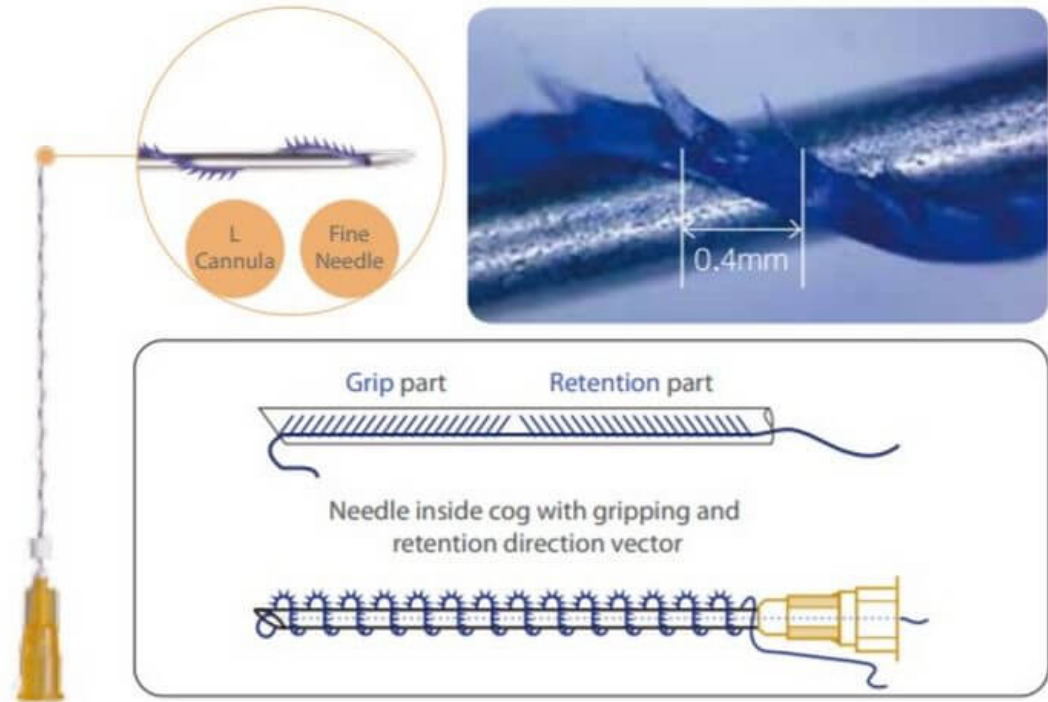 L
Cannula
Fine
Needle
0.4mm
Grip part
Retention part
Needle inside cog with gripping and
retention direction vector